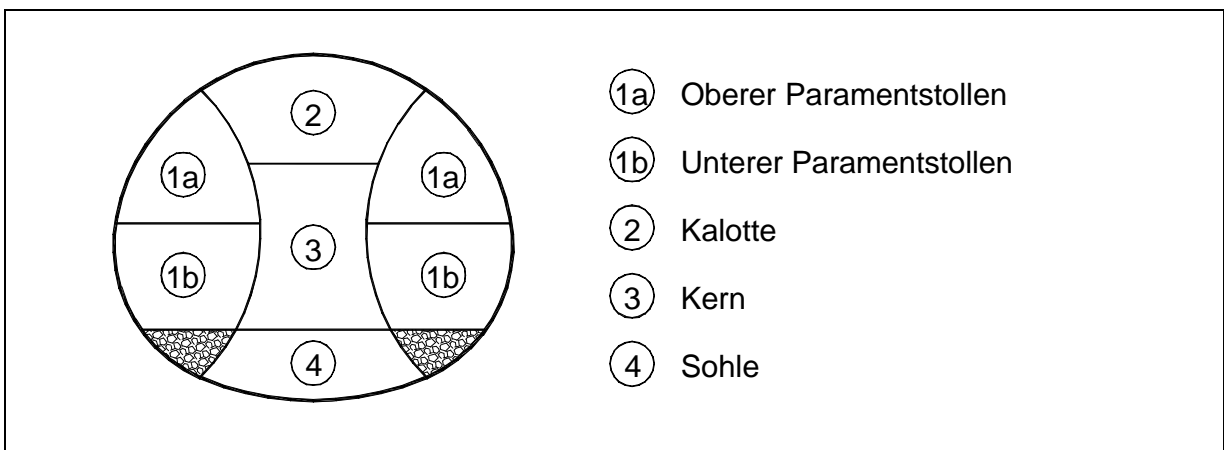 2
1a 1a
3
1b 1b
4
1a Oberer Paramentstollen
1b Unterer Paramentstollen
2 Kalotte
3 Kern
4 Sohle